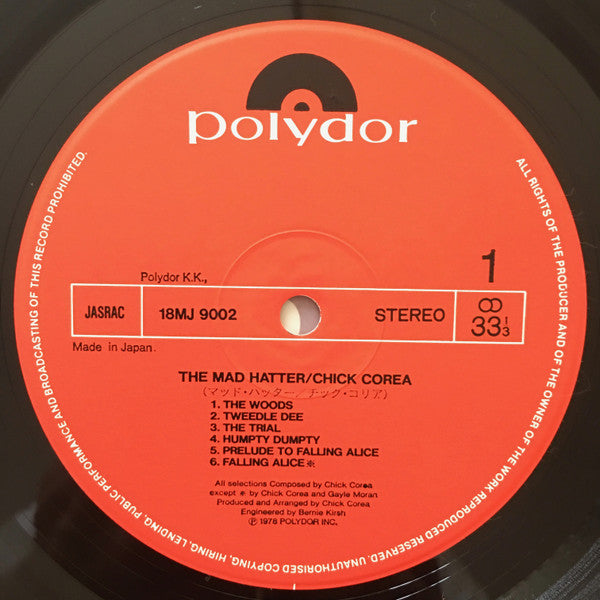 polydor
1
Polydor K.K.,
JASRAC
18MJ 9002
STEREO
33 1/3
Made in Japan.
THE MAD HATTER/CHICK COREA
(マッド・ハッター/チック・コリア)
1. THE WOODS
2. TWEEDLE DEE
3. THE TRIAL
4. HUMPTY DUMPTY
5. PRELUDE TO FALLING ALICE
6. FALLING ALICE※
All selections Composed by Chick Corea
except ※ by Chick Corea and Gayle Moran
Produced and Arranged by Chick Corea
Engineered by Bernie Kirsh
℗ 1978 POLYDOR INC.
ALL RIGHTS OF THE PRODUCER AND OF THE OWNER OF THE WORK REPRODUCED RESERVED. UNAUTHORISED COPYING, HIRING, LENDING, PUBLIC PERFORMANCE AND BROADCASTING OF THIS RECORD PROHIBITED.